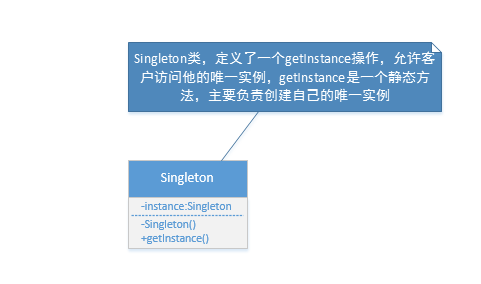 Singleton类，定义了一个getInstance操作，允许客
户访问他的唯一实例，getInstance是一个静态方
法，主要负责创建自己的唯一实例
Singleton
-instance:Singleton
-Singleton()
+getInstance()